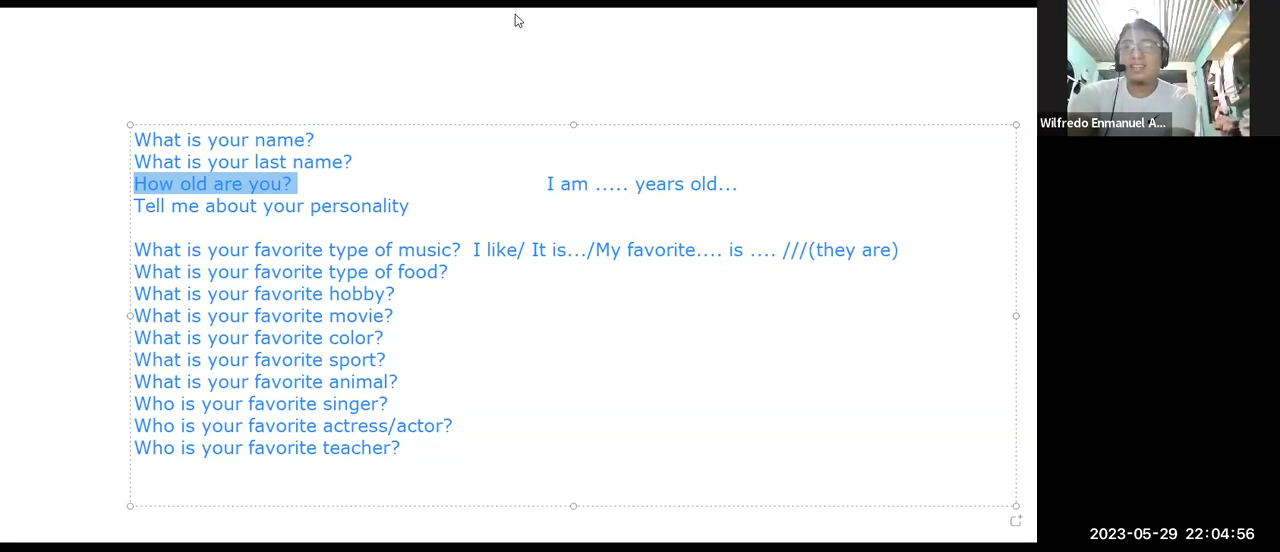 What is your name?
What is your last name?
How old are you? I am ..... years old...
Tell me about your personality
What is your favorite type of music? I like/ It is.../My favorite.... is .... ///(they are)
What is your favorite type of food?
What is your favorite hobby?
What is your favorite movie?
What is your favorite color?
What is your favorite sport?
What is your favorite animal?
Who is your favorite singer?
Who is your favorite actress/actor?
Who is your favorite teacher?
Wilfredo Enmanuel A...
2023-05-29 22:04:56